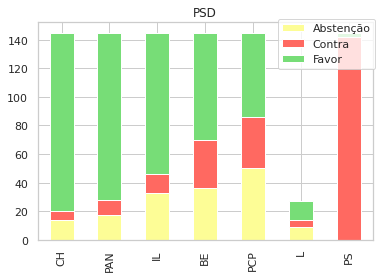 PSD
Abstenção
Contra
Favor
140
120
100
80
60
40
20
0
CH
PAN
IL
BE
PCP
L
PS